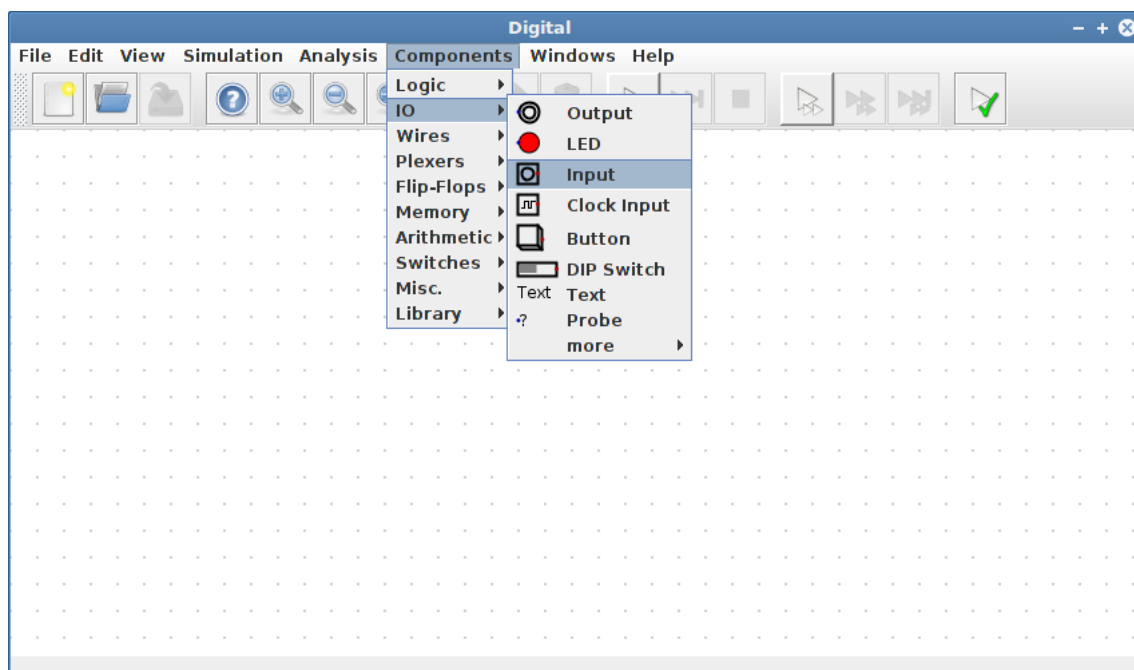 Digital
File Edit View Simulation Analysis Components Windows Help
Logic
IO
Wires
Plexers
Flip-Flops
Memory
Arithmetic
Switches
Misc.
Library
Output
LED
Input
Clock Input
Button
DIP Switch
Text Text
Probe
more